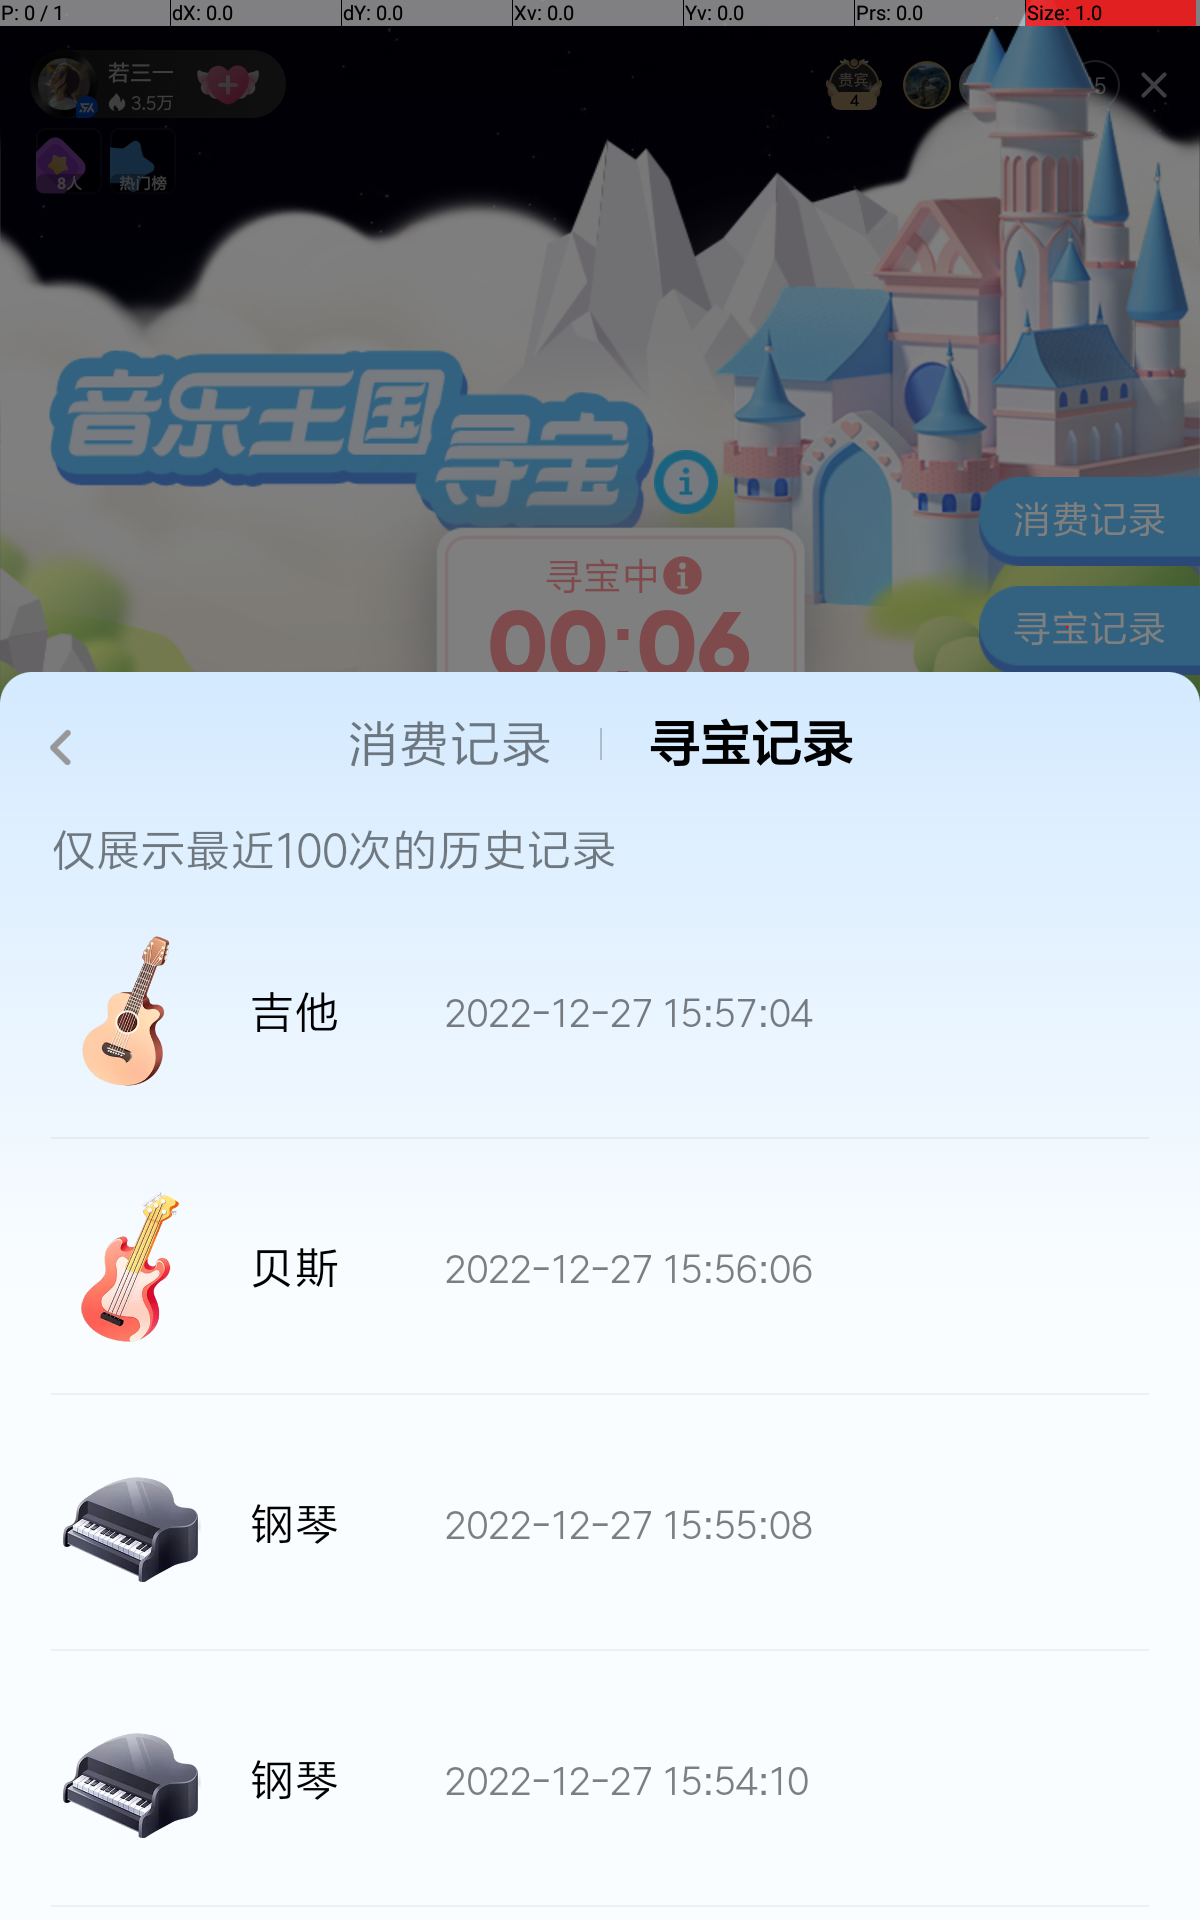 P: 0 / 1 dX: 0.0 dY: 0.0 Xv: 0.0 Yv: 0.0 Prs: 0.0 Size: 1.0
若三一
3.5万
贵宾
4
5
8人
热门榜
音乐王国
寻宝
消费记录
寻宝中
00:06
寻宝记录
消费记录 寻宝记录
仅展示最近100次的历史记录
吉他 2022-12-27 15:57:04
贝斯 2022-12-27 15:56:06
钢琴 2022-12-27 15:55:08
钢琴 2022-12-27 15:54:10